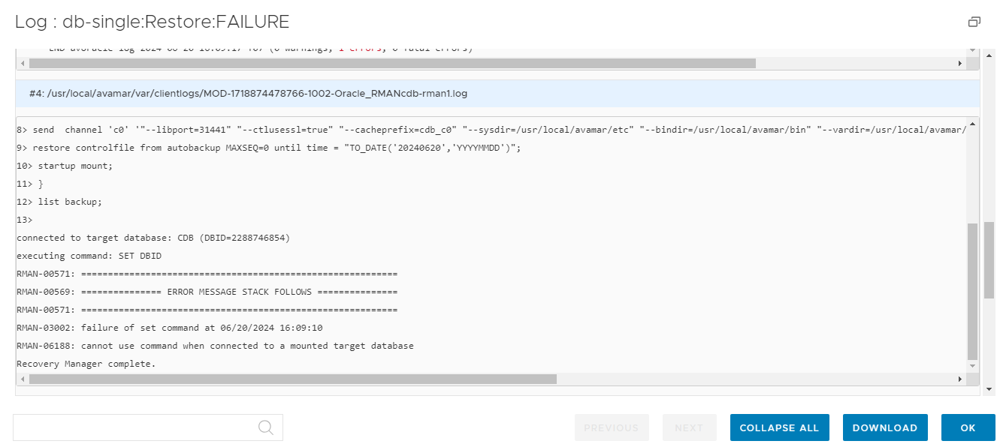 Log : db-single:Restore:FAILURE
END avoracle log 2024-06-20 16:09:17 +07 (0 warnings, 1 errors, 0 fatal errors)
#4: /usr/local/avamar/var/clientlogs/MOD-1718874478766-1002-Oracle_RMANcdb-rman1.log
8> send  channel 'c0' '"--libport=31441" "--ctlusessl=true" "--cacheprefix=cdb_c0" "--sysdir=/usr/local/avamar/etc" "--bindir=/usr/local/avamar/bin" "--vardir=/usr/local/avamar/
9> restore controlfile from autobackup MAXSEQ=0 until time = "TO_DATE('20240620','YYYYMMDD')";
10> startup mount;
11> }
12> list backup;
13>
connected to target database: CDB (DBID=2288746854)
executing command: SET DBID
RMAN-00571: ===========================================================
RMAN-00569: =============== ERROR MESSAGE STACK FOLLOWS ===============
RMAN-00571: ===========================================================
RMAN-03002: failure of set command at 06/20/2024 16:09:10
RMAN-06188: cannot use command when connected to a mounted target database
Recovery Manager complete.
PREVIOUS
NEXT
COLLAPSE ALL
DOWNLOAD
OK